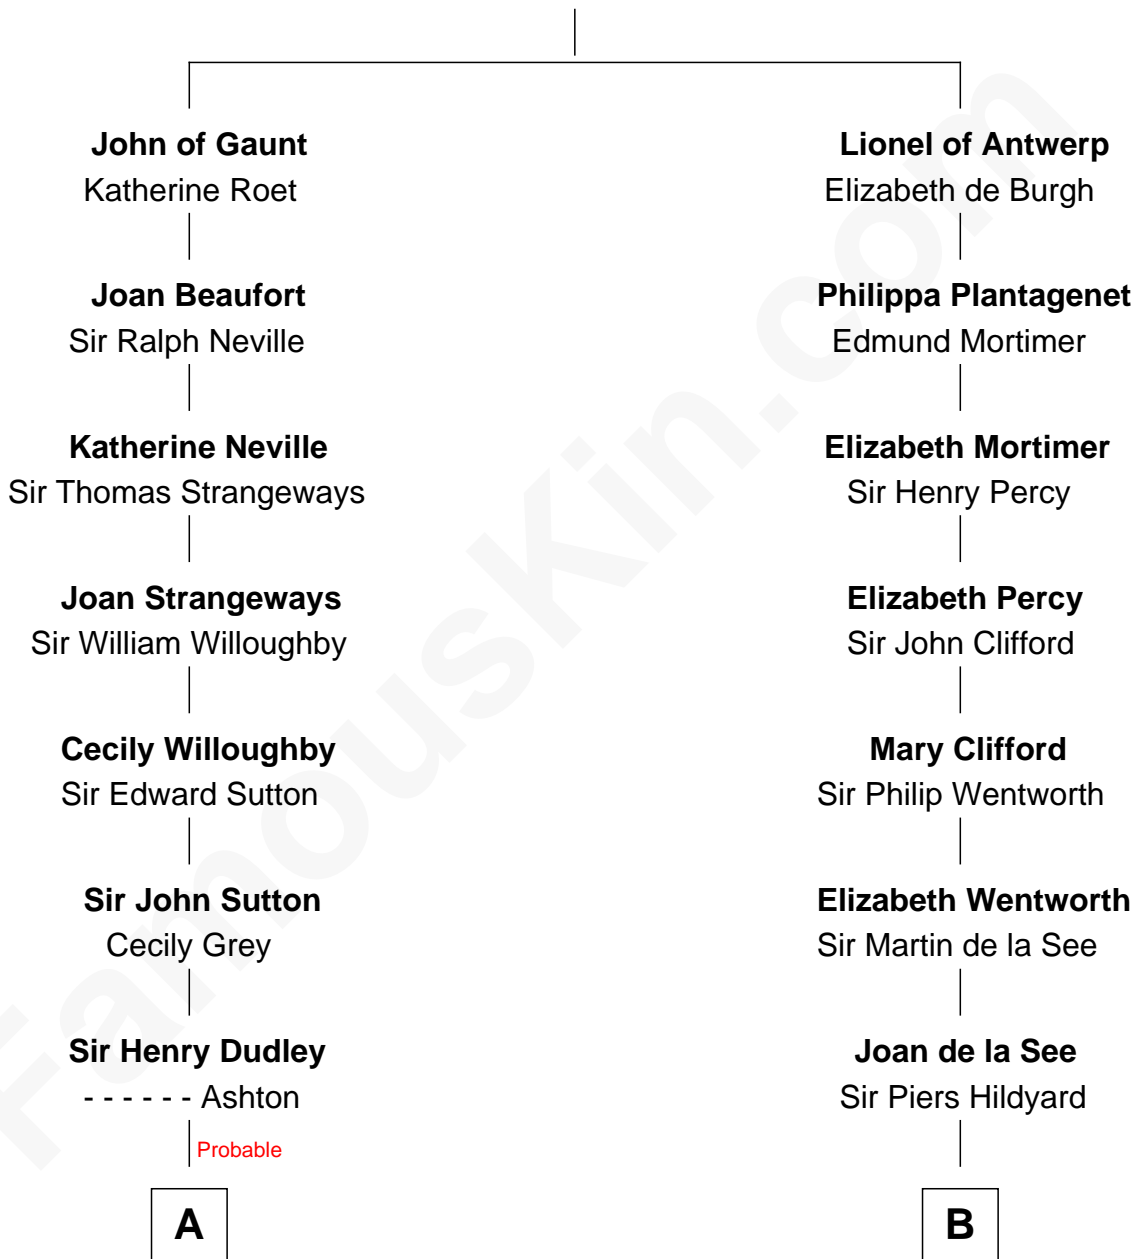 John of Gaunt
Katherine Roet
Joan Beaufort
Sir Ralph Neville
Katherine Neville
Sir Thomas Strangeways
Joan Strangeways
Sir William Willoughby
Cecily Willoughby
Sir Edward Sutton
Sir John Sutton
Cecily Grey
Sir Henry Dudley
- - - - - - Ashton
Probable
A
Lionel of Antwerp
Elizabeth de Burgh
Philippa Plantagenet
Edmund Mortimer
Elizabeth Mortimer
Sir Henry Percy
Elizabeth Percy
Sir John Clifford
Mary Clifford
Sir Philip Wentworth
Elizabeth Wentworth
Sir Martin de la See
Joan de la See
Sir Piers Hildyard
B
FamousKin.com